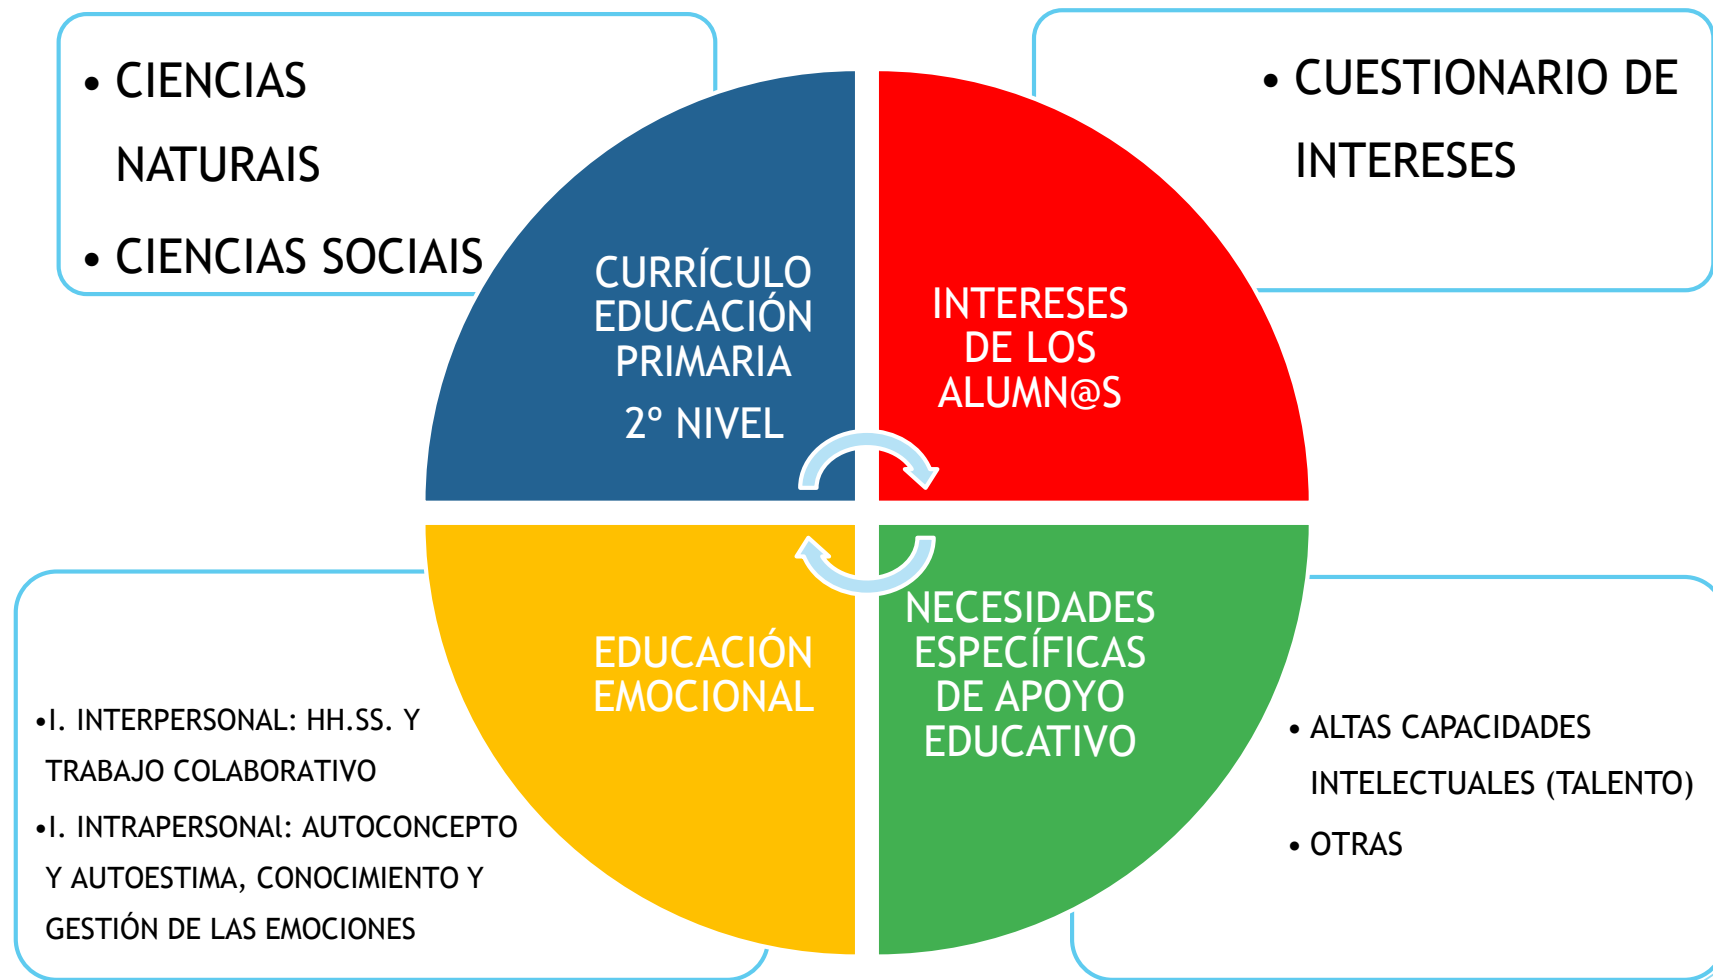 • CIENCIAS
NATURAIS
• CIENCIAS SOCIAIS
• CUESTIONARIO DE
INTERESES
CURRÍCULO
EDUCACIÓN
PRIMARIA
2º NIVEL
INTERESES
DE LOS
ALUMN@S
EDUCACIÓN
EMOCIONAL
NECESIDADES
ESPECÍFICAS
DE APOYO
EDUCATIVO
•I. INTERPERSONAL: HH.SS. Y
TRABAJO COLABORATIVO
•I. INTRAPERSONAl: AUTOCONCEPTO
Y AUTOESTIMA, CONOCIMIENTO Y
GESTIÓN DE LAS EMOCIONES
• ALTAS CAPACIDADES
INTELECTUALES (TALENTO)
• OTRAS